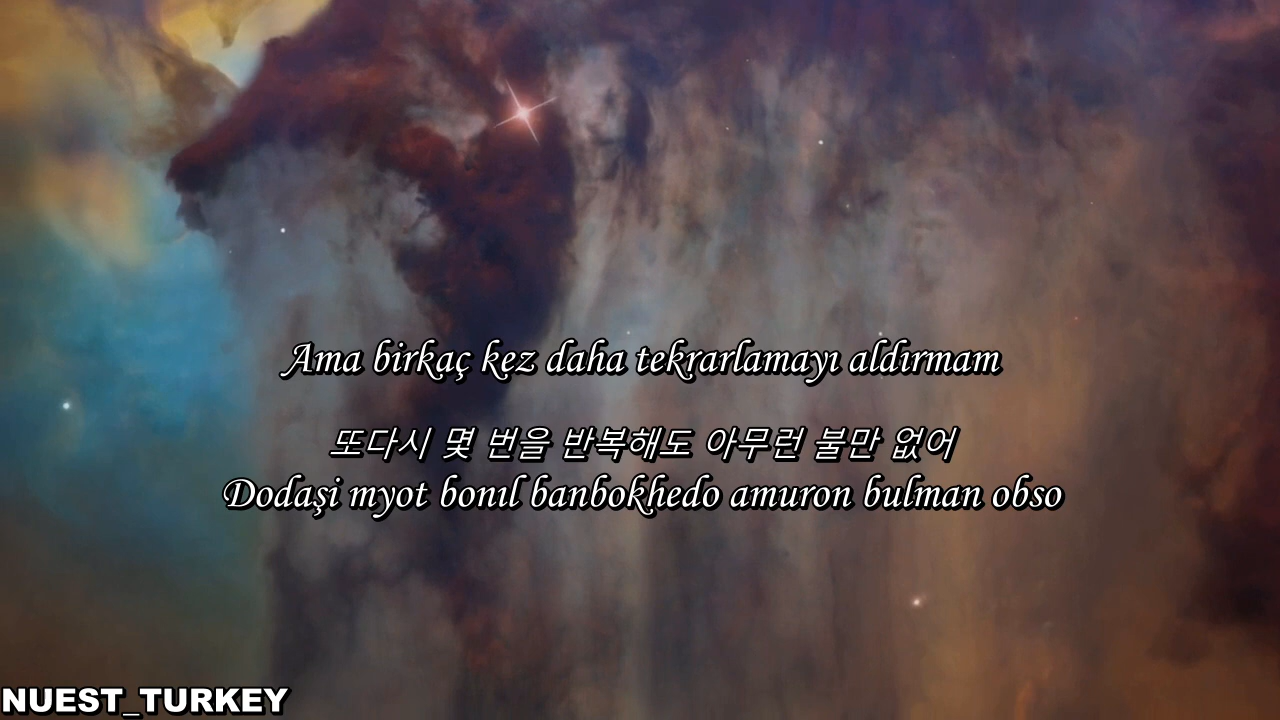 Ama birkaç kez daha tekrarlamayı aldırmam
또다시 몇 번을 반복해도 아무런 불만 없어
Dodaşi myot bonıl banbokhedo amuron bulman obso
NUEST_TURKEY